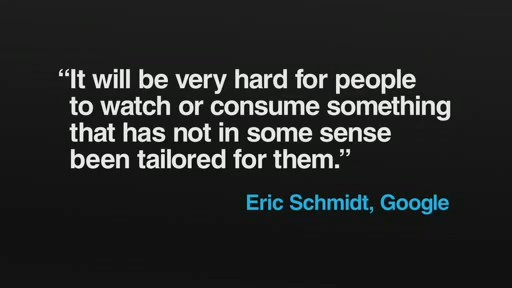 “It will be very hard for people
to watch or consume something
that has not in some sense
been tailored for them.”
Eric Schmidt, Google